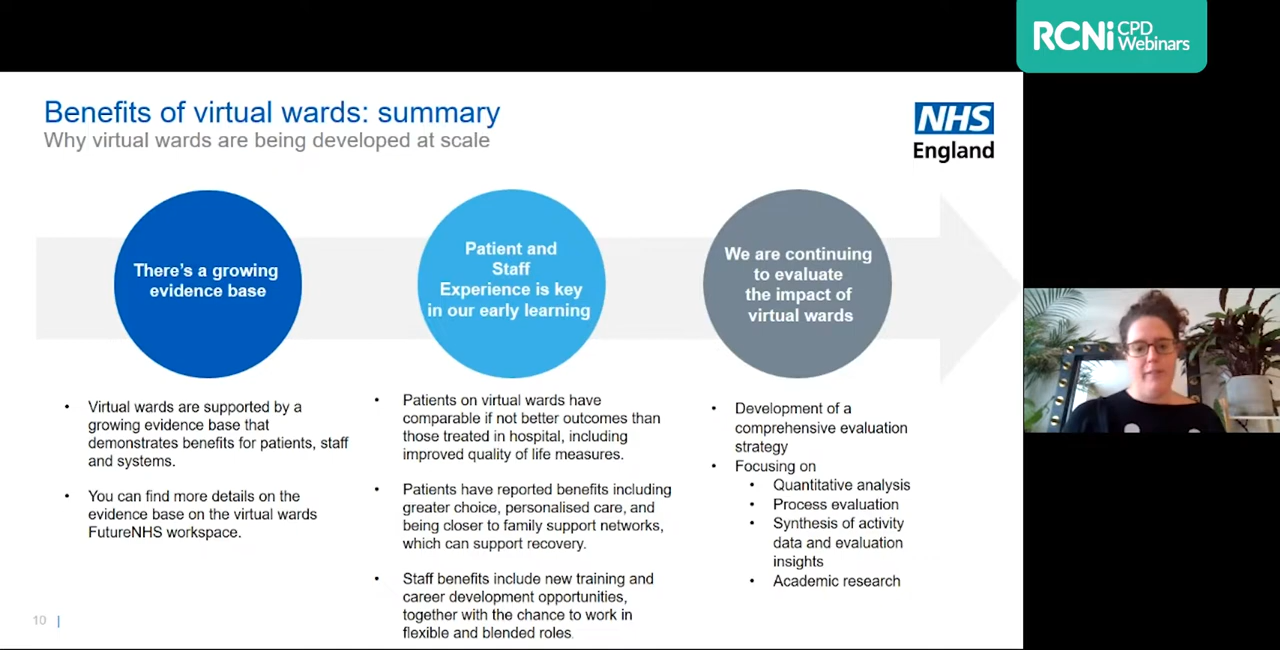 RCNi CPD
Webinars
Benefits of virtual wards: summary
Why virtual wards are being developed at scale
NHS
England
There's a growing
evidence base
Patient and
Staff
Experience is key
in our early learning
We are continuing
to evaluate
the impact of
virtual wards
• Virtual wards are supported by a
growing evidence base that
demonstrates benefits for patients, staff
and systems.
• You can find more details on the
evidence base on the virtual wards
FutureNHS workspace.
• Patients on virtual wards have
comparable if not better outcomes than
those treated in hospital, including
improved quality of life measures.
• Patients have reported benefits including
greater choice, personalised care, and
being closer to family support networks,
which can support recovery.
• Staff benefits include new training and
career development opportunities,
together with the chance to work in
flexible and blended roles.
• Development of a
comprehensive evaluation
strategy
• Focusing on
• Quantitative analysis
• Process evaluation
• Synthesis of activity
data and evaluation
insights
• Academic research
10 |